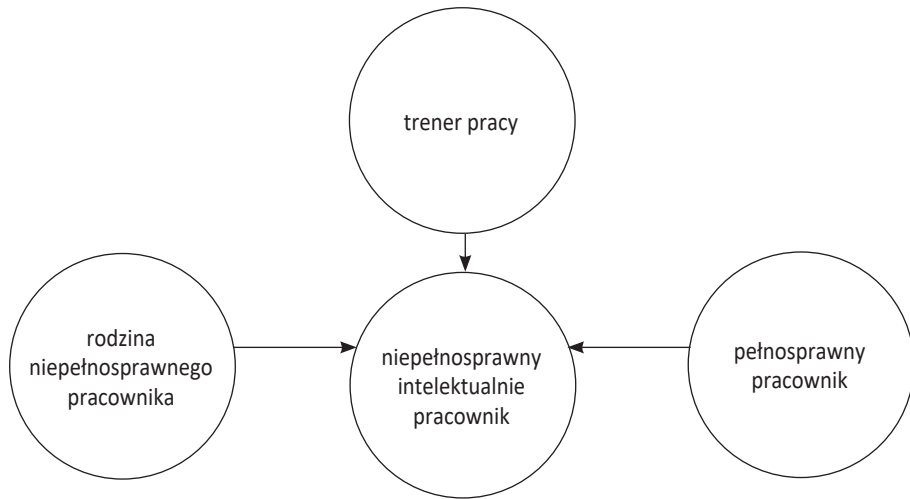 trener pracy
rodzina
niepełnosprawnego
pracownika
niepełnosprawny
intelektualnie
pracownik
pełnosprawny
pracownik